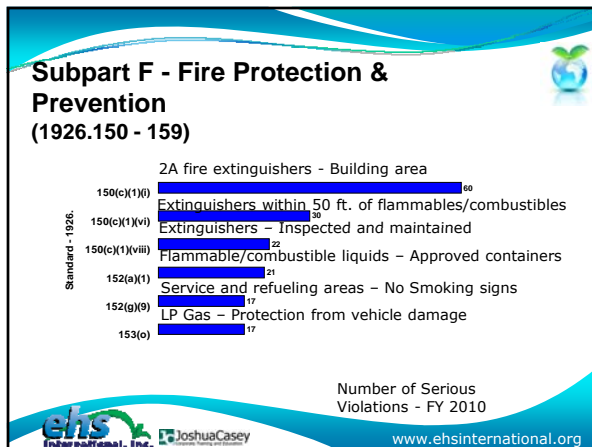 Subpart F - Fire Protection &
Prevention
(1926.150 - 159)
Standard - 1926.
2A fire extinguishers - Building area
150(c)(1)(i) 60
Extinguishers within 50 ft. of flammables/combustibles
150(c)(1)(vi) 30
Extinguishers – Inspected and maintained
150(c)(1)(viii) 22
Flammable/combustible liquids – Approved containers
152(a)(1) 21
Service and refueling areas – No Smoking signs
152(g)(9) 17
LP Gas – Protection from vehicle damage
153(o) 17
Number of Serious
Violations - FY 2010
ehs
International, Inc.
JoshuaCasey
www.ehsinternational.org